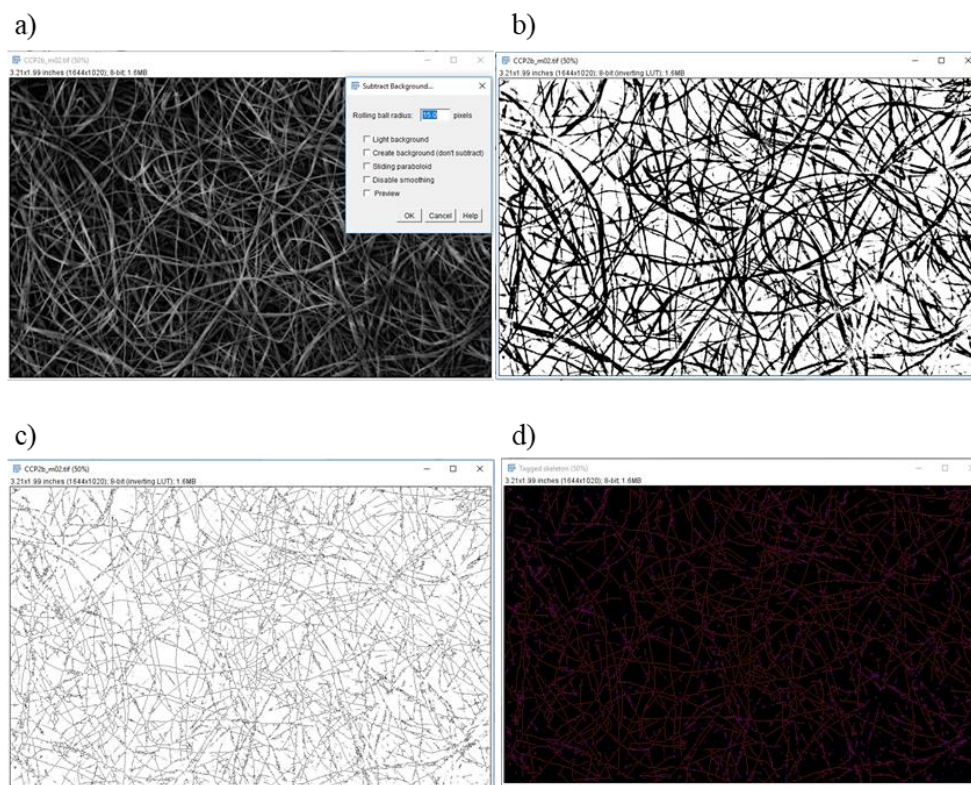 a)
CCP2b_m02.tif (50%)
3.21x1.99 inches (1644x1020); 8-bit; 1.6MB
Subtract Background...
Rolling ball radius: 15.0 pixels
Light background
Create background (don't subtract)
Sliding paraboloid
Disable smoothing
Preview
OK Cancel Help
b)
CCP2b_m02.tif (50%)
3.21x1.99 inches (1644x1020); 8-bit (inverting LUT); 1.6MB
c)
CCP2b_m02.tif (50%)
3.21x1.99 inches (1644x1020); 8-bit (inverting LUT); 1.6MB
d)
Tagged skeleton (50%)
3.21x1.99 inches (1644x1020); 8-bit; 1.6MB